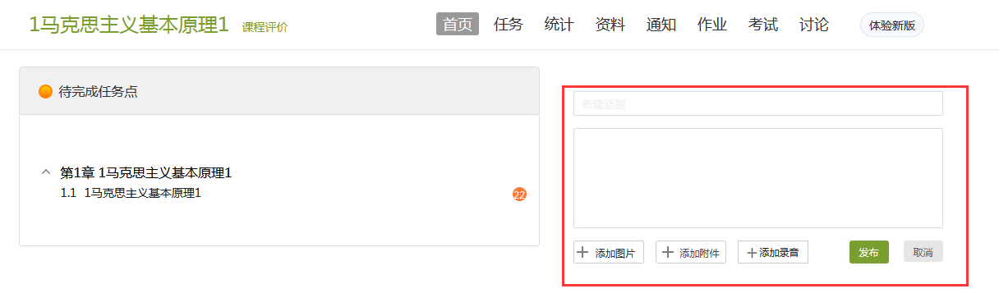 1马克思主义基本原理1 课程评价 首页 任务 统计 资料 通知 作业 考试 讨论 体验新版
待完成任务点
第1章 1马克思主义基本原理1
1.1 1马克思主义基本原理1 22
新建话题
添加图片 添加附件 添加录音 发布 取消